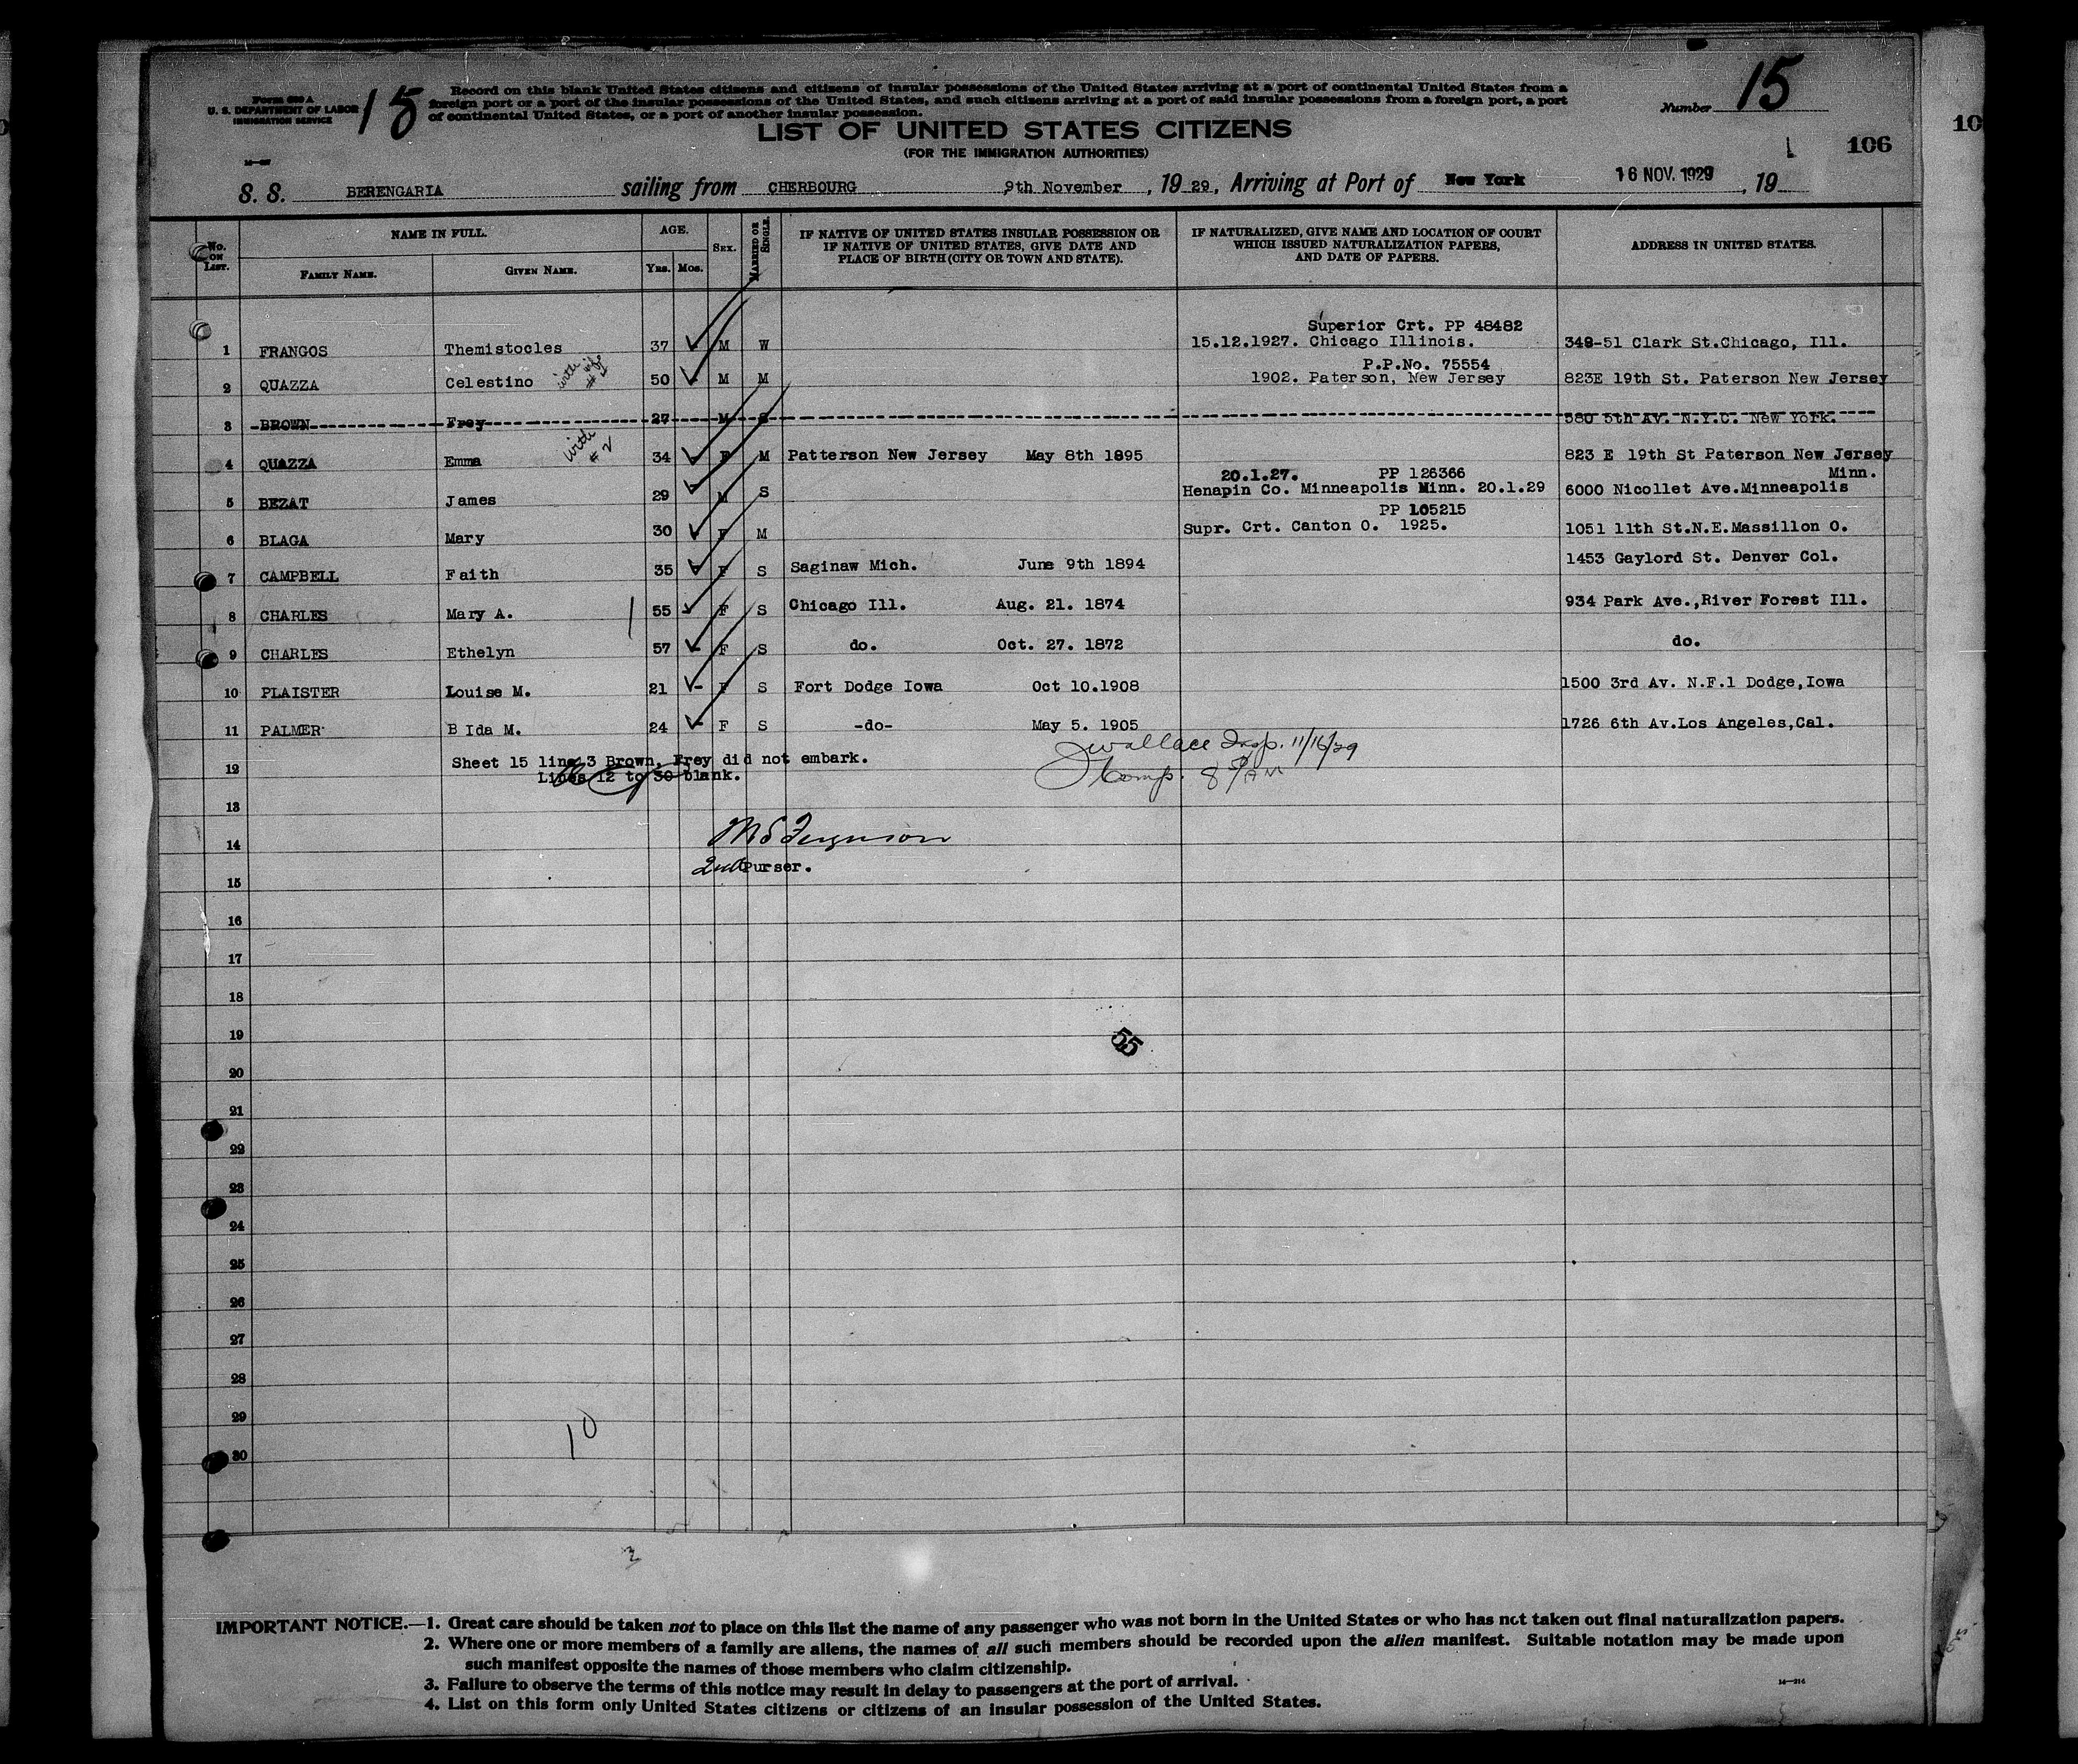 Form 630 A
U. S. DEPARTMENT OF LABOR
IMMIGRATION SERVICE
15
Record on this blank United States citizens and citizens of insular possessions of the United States arriving at a port of continental United States from a
foreign port or a port of the insular possessions of the United States, and such citizens arriving at a port of said insular possessions from a foreign port, a port
of continental United States, or a port of another insular possession.
Number 15
LIST OF UNITED STATES CITIZENS
(FOR THE IMMIGRATION AUTHORITIES)
106
10
S. S. BERENGARIA sailing from CHERBOURG 9th November, 1929, Arriving at Port of New York 16 NOV. 1929, 19
No. ON LIST. NAME IN FULL. AGE. SEX. MARRIED OR SINGLE. IF NATIVE OF UNITED STATES INSULAR POSSESSION OR IF NATIVE OF UNITED STATES, GIVE DATE AND PLACE OF BIRTH (CITY OR TOWN AND STATE). IF NATURALIZED, GIVE NAME AND LOCATION OF COURT WHICH ISSUED NATURALIZATION PAPERS, AND DATE OF PAPERS. ADDRESS IN UNITED STATES.
FAMILY NAME. GIVEN NAME. YRS. MOS.
Superior Crt. PP 48482
1 FRANGOS Themistocles 37 M W 15.12.1927. Chicago Illinois. 349-51 Clark St.Chicago, Ill.
P.P.No. 75554
2 QUAZZA Celestino with wife #4 50 M M 1902. Paterson, New Jersey 823E 19th St. Paterson New Jersey
3 BROWN Frey 27 M S 580 5th Av. N.Y.C. New York.
4 QUAZZA Emma with #2 34 F M Patterson New Jersey May 8th 1895 823 E 19th St Paterson New Jersey
20.1.27. PP 126366 Minn.
5 BEZAT James 29 M S Henapin Co. Minneapolis Minn. 20.1.29 6000 Nicollet Ave.Minneapolis
PP 105215
6 BLAGA Mary 30 F M Supr. Crt. Canton O. 1925. 1051 11th St.N.E.Massillon O.
7 CAMPBELL Faith 35 F S Saginaw Mich. June 9th 1894 1453 Gaylord St. Denver Col.
8 CHARLES Mary A. 55 F S Chicago Ill. Aug. 21. 1874 934 Park Ave.,River Forest Ill.
9 CHARLES Ethelyn 57 F S do. Oct. 27. 1872 do.
10 PLAISTER Louise M. 21 F S Fort Dodge Iowa Oct 10.1908 1500 3rd Av. N.F.1 Dodge,Iowa
11 PALMER B Ida M. 24 F S -do- May 5. 1905 1726 6th Av.Los Angeles,Cal.
Sheet 15 line 3 Brown, Frey did not embark.
Lines 12 to 30 blank.
Wallace Insp. 11/16/29
Comp. 8 AM
12
13
14
Ferguson
2nd Purser.
15
16
17
18
19
55
20
21
22
23
24
25
26
27
28
29
10
30
IMPORTANT NOTICE.—1. Great care should be taken not to place on this list the name of any passenger who was not born in the United States or who has not taken out final naturalization papers.
2. Where one or more members of a family are aliens, the names of all such members should be recorded upon the alien manifest. Suitable notation may be made upon
such manifest opposite the names of those members who claim citizenship.
3. Failure to observe the terms of this notice may result in delay to passengers at the port of arrival.
4. List on this form only United States citizens or citizens of an insular possession of the United States.